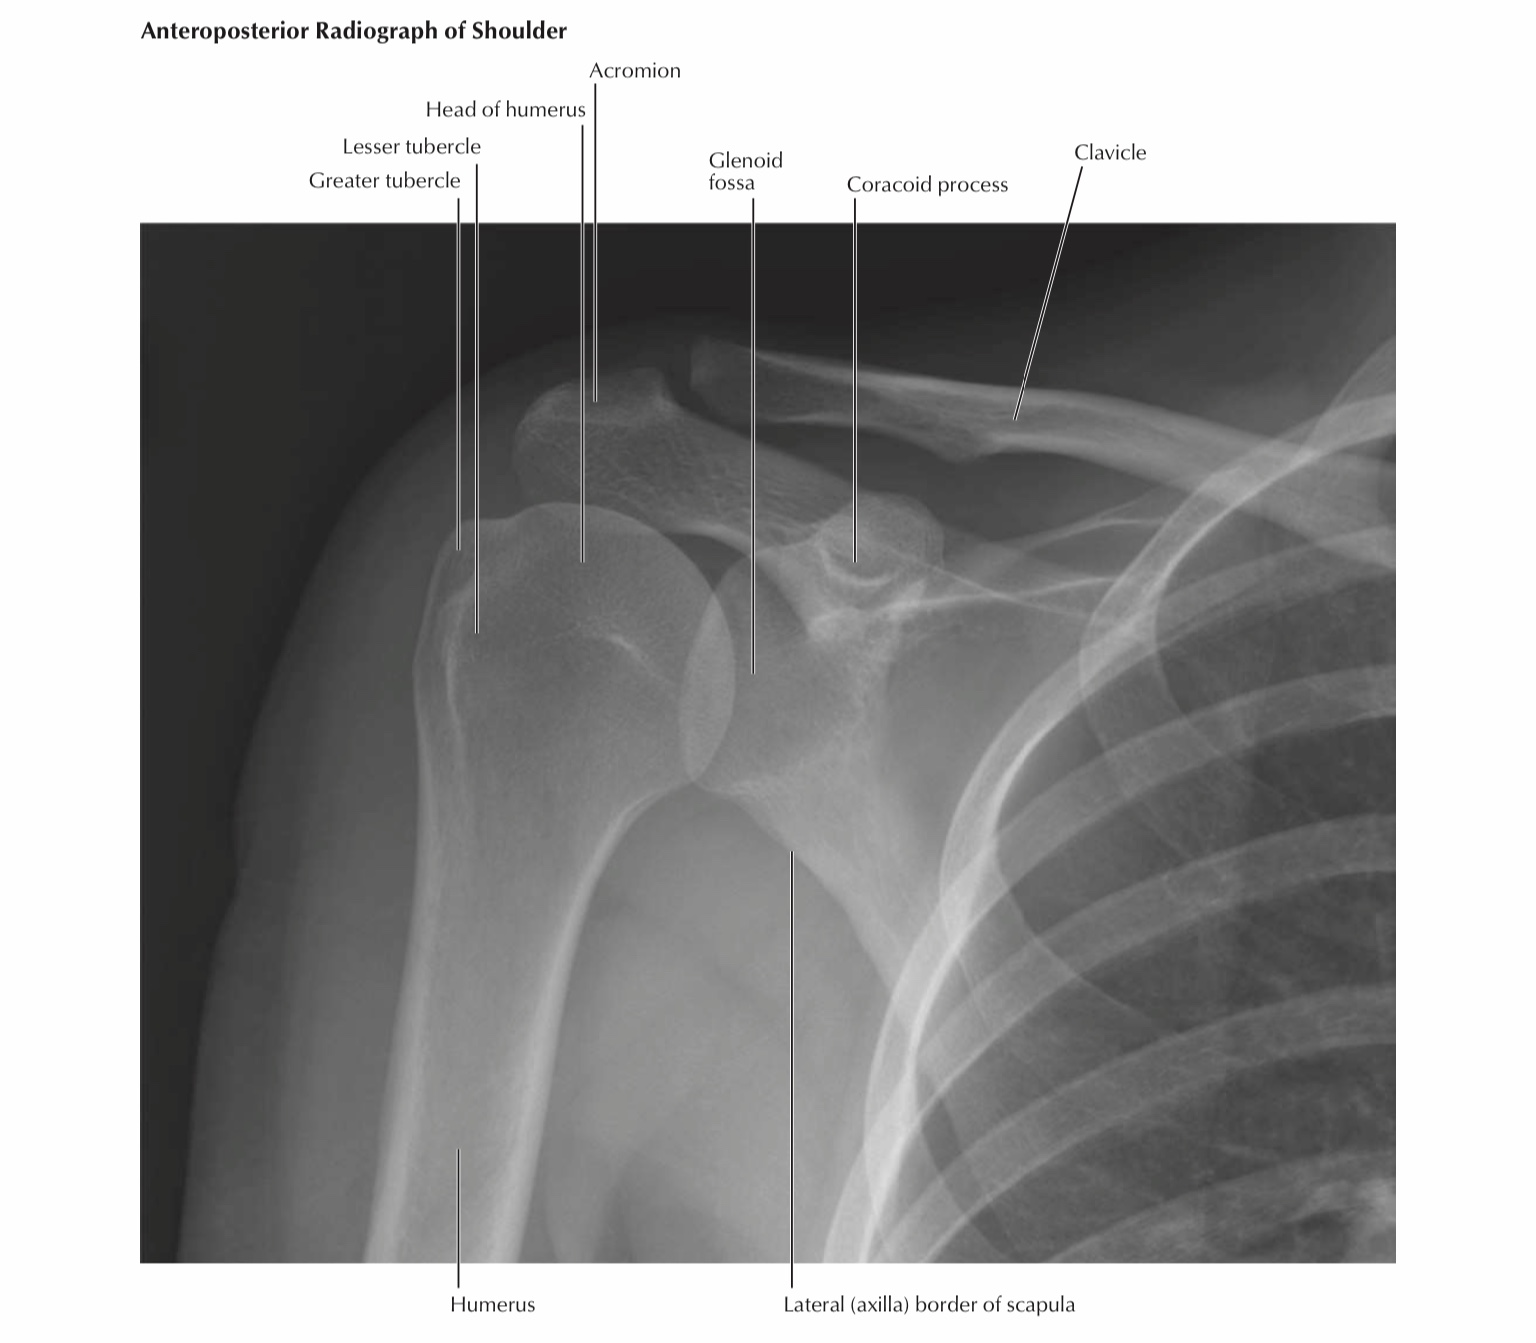 Anteroposterior Radiograph of Shoulder
Acromion
Head of humerus
Lesser tubercle
Greater tubercle
Glenoid
fossa
Coracoid process
Clavicle
Humerus
Lateral (axilla) border of scapula